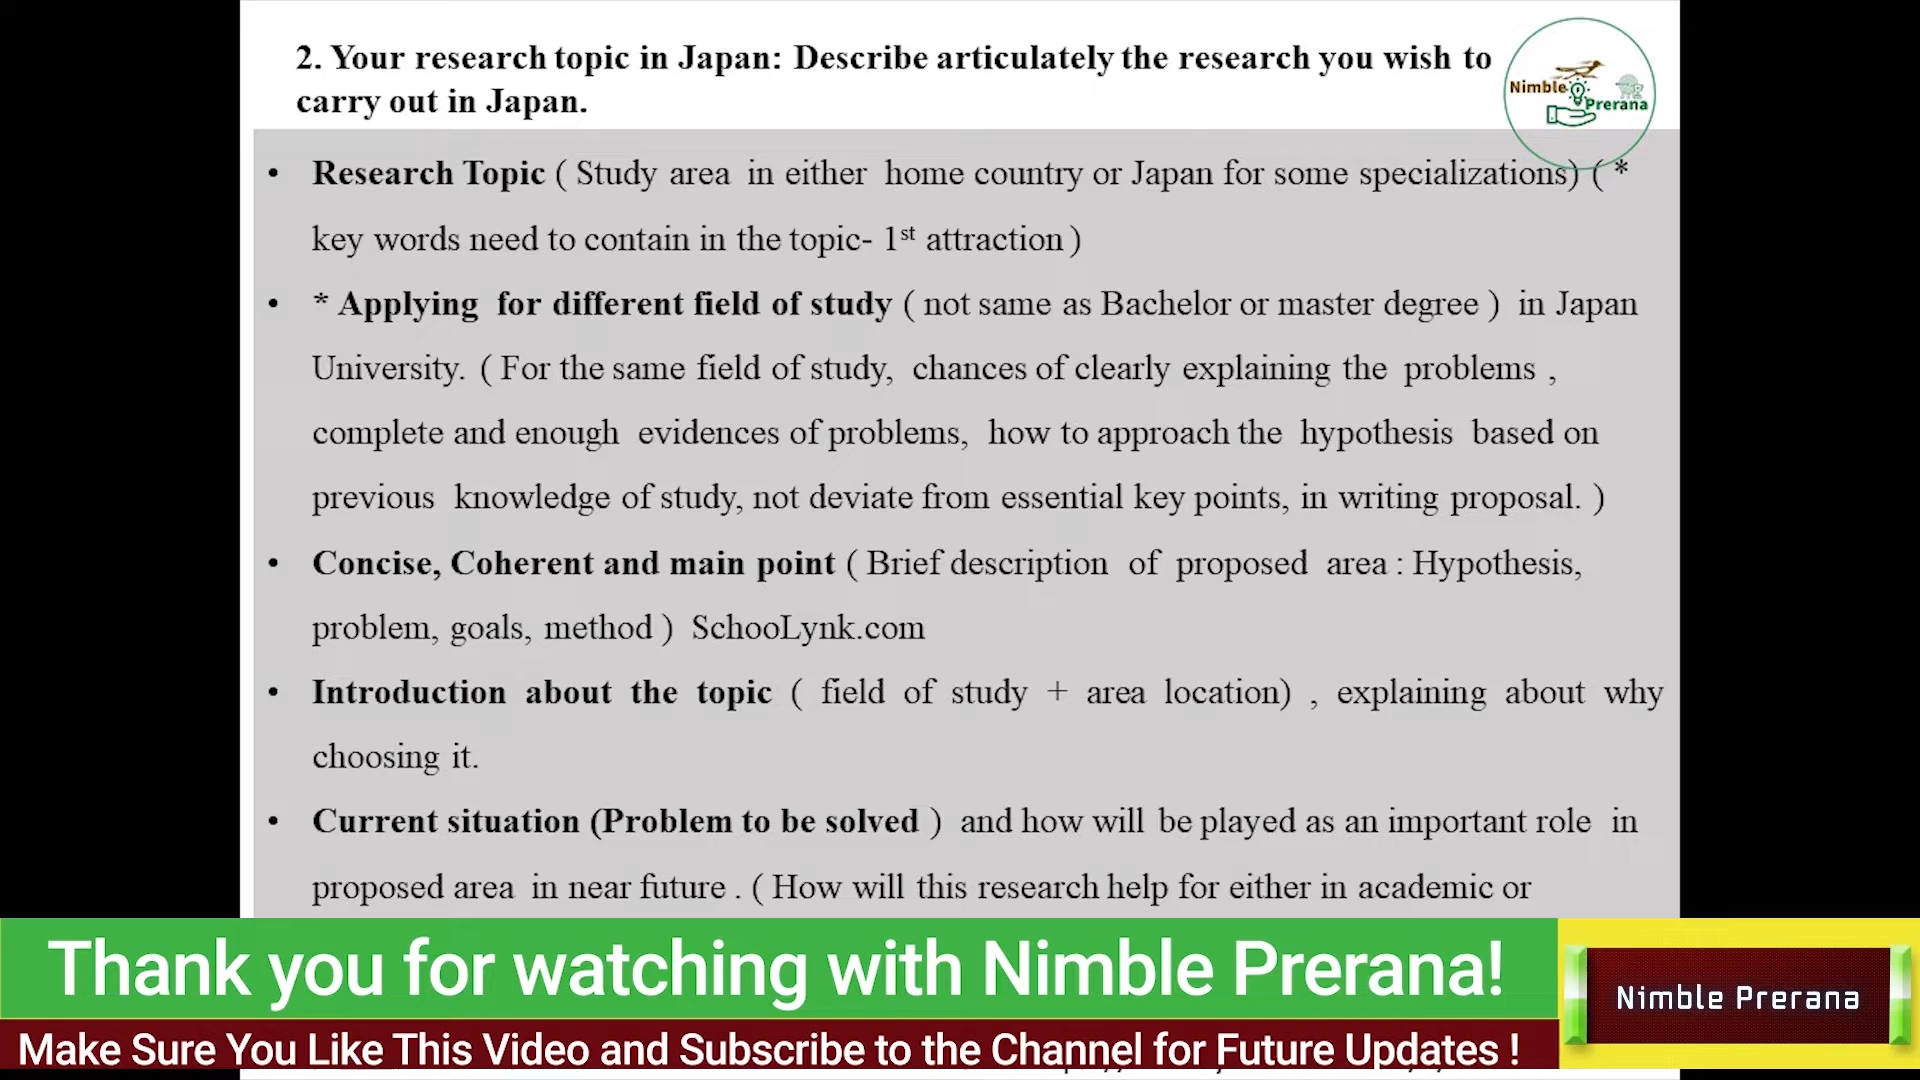 2. Your research topic in Japan: Describe articulately the research you wish to
carry out in Japan.
Nimble
Prerana
• Research Topic ( Study area in either home country or Japan for some specializations) ( *
key words need to contain in the topic- 1st attraction )
• * Applying for different field of study ( not same as Bachelor or master degree ) in Japan
University. ( For the same field of study, chances of clearly explaining the problems ,
complete and enough evidences of problems, how to approach the hypothesis based on
previous knowledge of study, not deviate from essential key points, in writing proposal. )
• Concise, Coherent and main point ( Brief description of proposed area : Hypothesis,
problem, goals, method ) SchooLynk.com
• Introduction about the topic ( field of study + area location) , explaining about why
choosing it.
• Current situation (Problem to be solved ) and how will be played as an important role in
proposed area in near future . ( How will this research help for either in academic or
Thank you for watching with Nimble Prerana!
Nimble Prerana
Make Sure You Like This Video and Subscribe to the Channel for Future Updates !